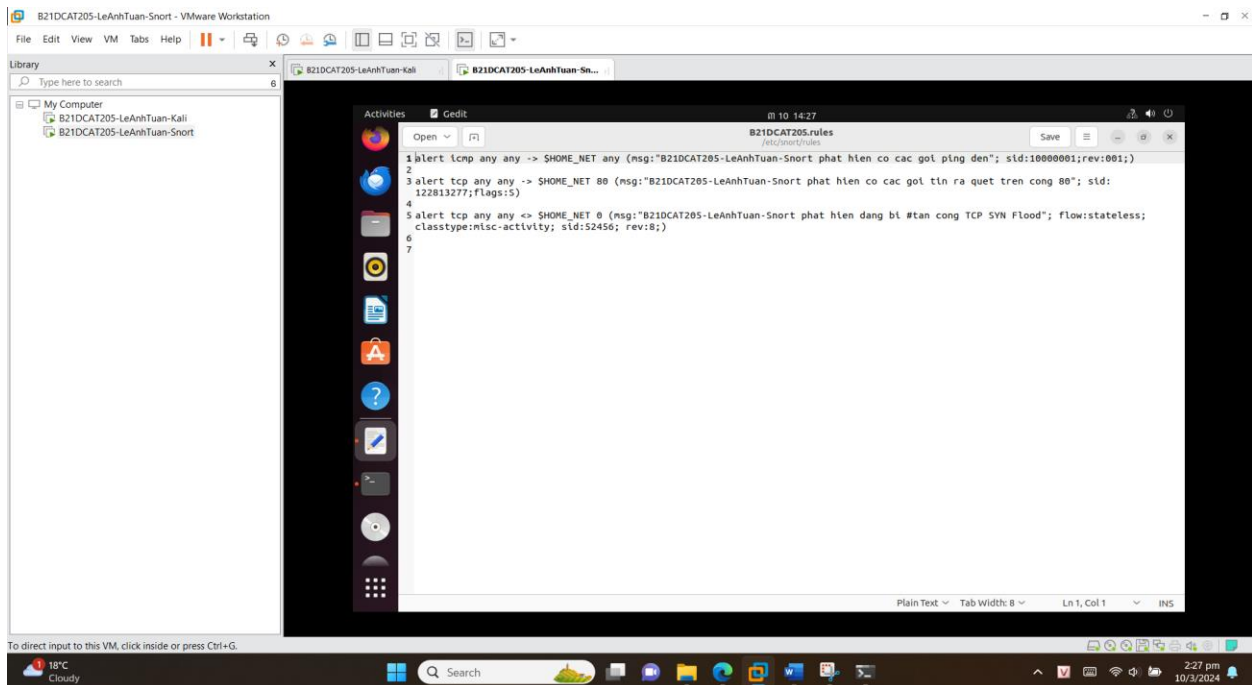 B21DCAT205-LeAnhTuan-Snort - VMware Workstation
File Edit View VM Tabs Help
Library
Type here to search
My Computer
B21DCAT205-LeAnhTuan-Kali
B21DCAT205-LeAnhTuan-Snort
B21DCAT205-LeAnhTuan-Kali
B21DCAT205-LeAnhTuan-Sn...
Activities Gedit 10 14:27
Open B21DCAT205.rules Save
/etc/snort/rules
1 alert icmp any any -> $HOME_NET any (msg:"B21DCAT205-LeAnhTuan-Snort phat hien co cac goi ping den"; sid:10000001;rev:001;)
2
3 alert tcp any any -> $HOME_NET 80 (msg:"B21DCAT205-LeAnhTuan-Snort phat hien co cac goi tin ra quet tren cong 80"; sid:
122813277;flags:S)
4
5 alert tcp any any <> $HOME_NET 0 (msg:"B21DCAT205-LeAnhTuan-Snort phat hien dang bi #tan cong TCP SYN Flood"; flow:stateless;
classtype:misc-activity; sid:52456; rev:8;)
6
7
Plain Text Tab Width: 8 Ln 1, Col 1 INS
To direct input to this VM, click inside or press Ctrl+G.
1
18°C
Cloudy
Search
2:27 pm
10/3/2024